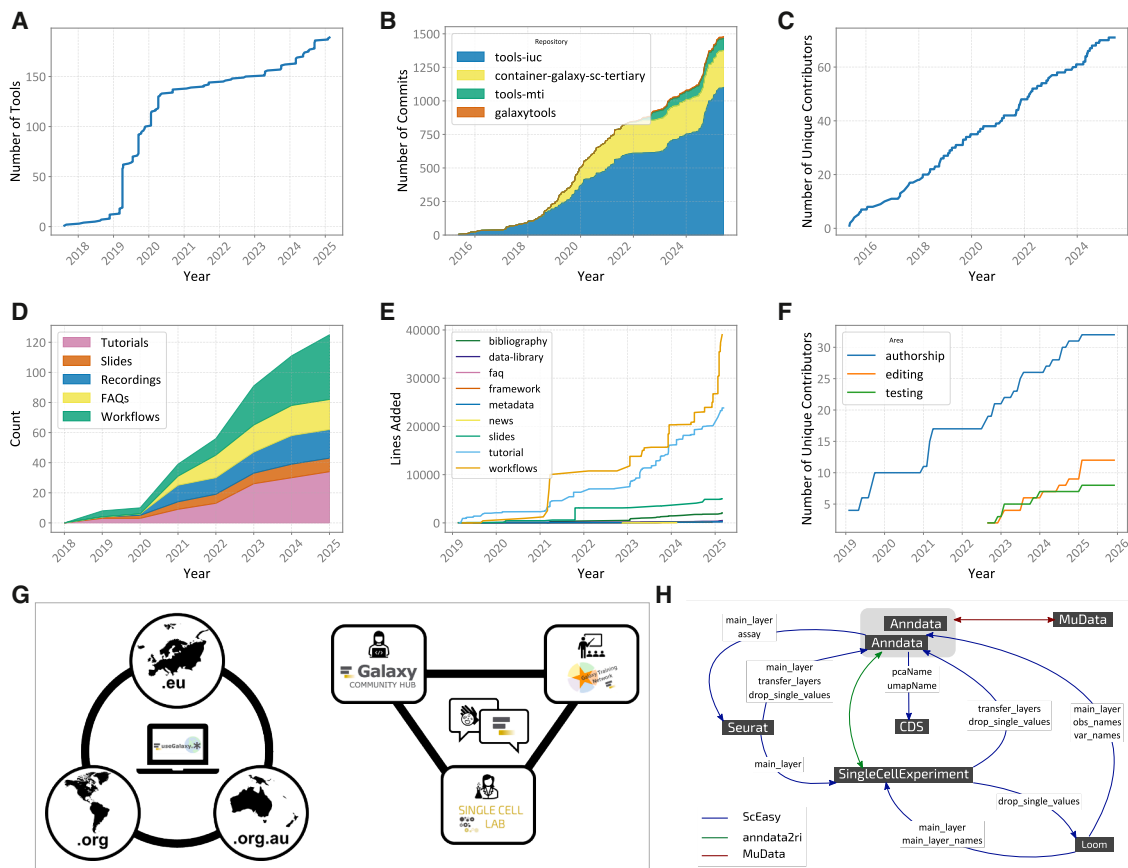 A
Number of Tools
150
100
50
0
2018
2019
2020
2021
2022
2023
2024
2025
Year
B
Number of Commits
1500
1250
1000
750
500
250
0
Repository
tools-iuc
container-galaxy-sc-tertiary
tools-mti
galaxytools
2016
2018
2020
2022
2024
Year
C
Number of Unique Contributors
60
40
20
0
2016
2018
2020
2022
2024
Year
D
Count
120
100
80
60
40
20
0
Tutorials
Slides
Recordings
FAQs
Workflows
2018
2019
2020
2021
2022
2023
2024
2025
Year
E
Lines Added
40000
30000
20000
10000
0
bibliography
data-library
faq
framework
metadata
news
slides
tutorial
workflows
2019
2020
2021
2022
2023
2024
2025
Year
F
Number of Unique Contributors
30
25
20
15
10
5
Area
authorship
editing
testing
2019
2020
2021
2022
2023
2024
2025
2026
Year
G
.eu
useGalaxy.
.org
.org.au
Galaxy
COMMUNITY HUB
Galaxy Training
Network
SINGLE CELL
LAB
H
main_layer
assay
Anndata
Anndata
MuData
main_layer
transfer_layers
drop_single_values
pcaName
umapName
transfer_layers
drop_single_values
main_layer
obs_names
var_names
Seurat
CDS
main_layer
SingleCellExperiment
drop_single_values
main_layer
main_layer_names
Loom
ScEasy
anndata2ri
MuData